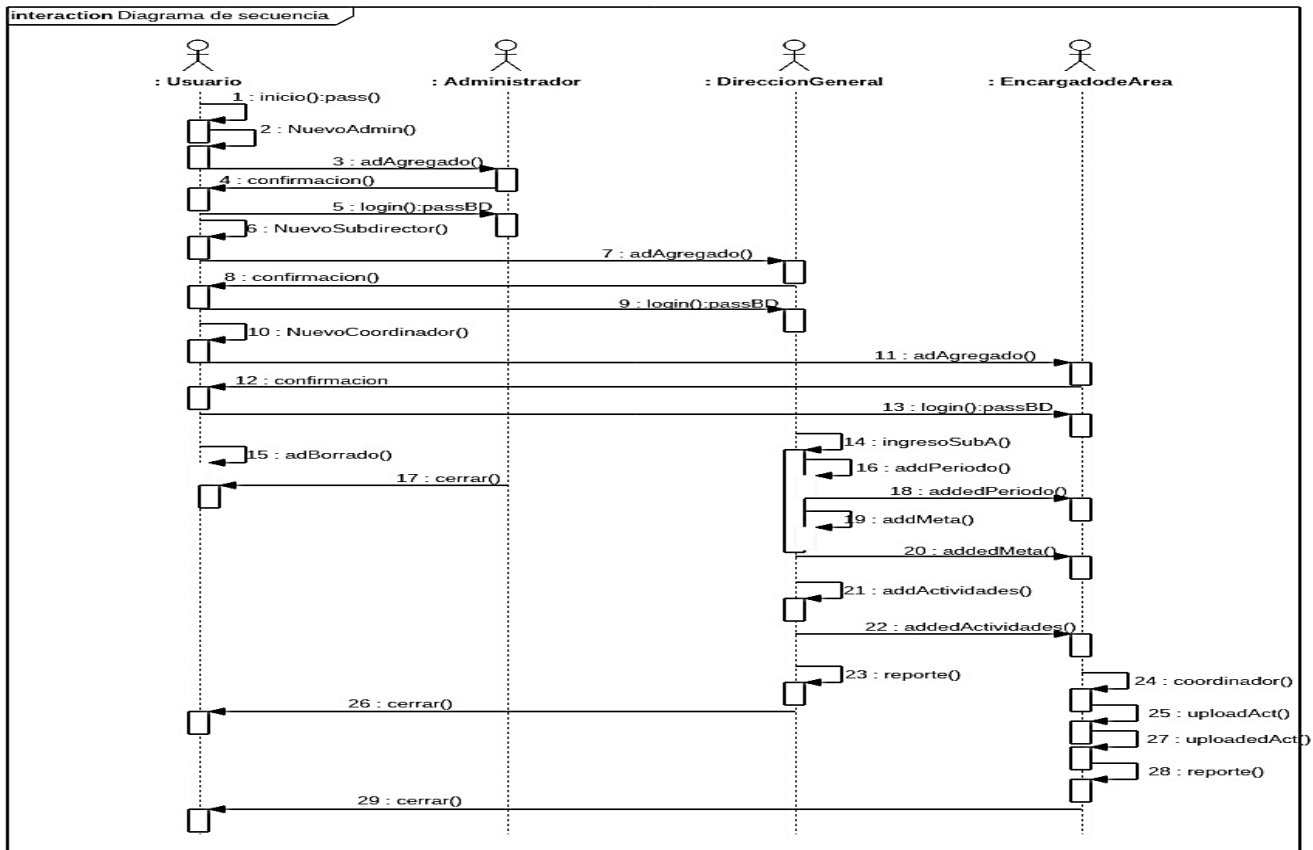 interaction Diagrama de secuencia
: Usuario
: Administrador
: DireccionGeneral
: EncargadodeArea
1 : inicio():pass()
2 : NuevoAdmin()
3 : adAgregado()
4 : confirmacion()
5 : login():passBD
6 : NuevoSubdirector()
7 : adAgregado()
8 : confirmacion()
9 : login():passBD
10 : NuevoCoordinador()
11 : adAgregado()
12 : confirmacion
13 : login():passBD
14 : ingresoSubA()
15 : adBorrado()
16 : addPeriodo()
17 : cerrar()
18 : addedPeriodo()
19 : addMeta()
20 : addedMeta()
21 : addActividades()
22 : addedActividades()
23 : reporte()
24 : coordinador()
25 : uploadAct()
26 : cerrar()
27 : uploadedAct()
28 : reporte()
29 : cerrar()